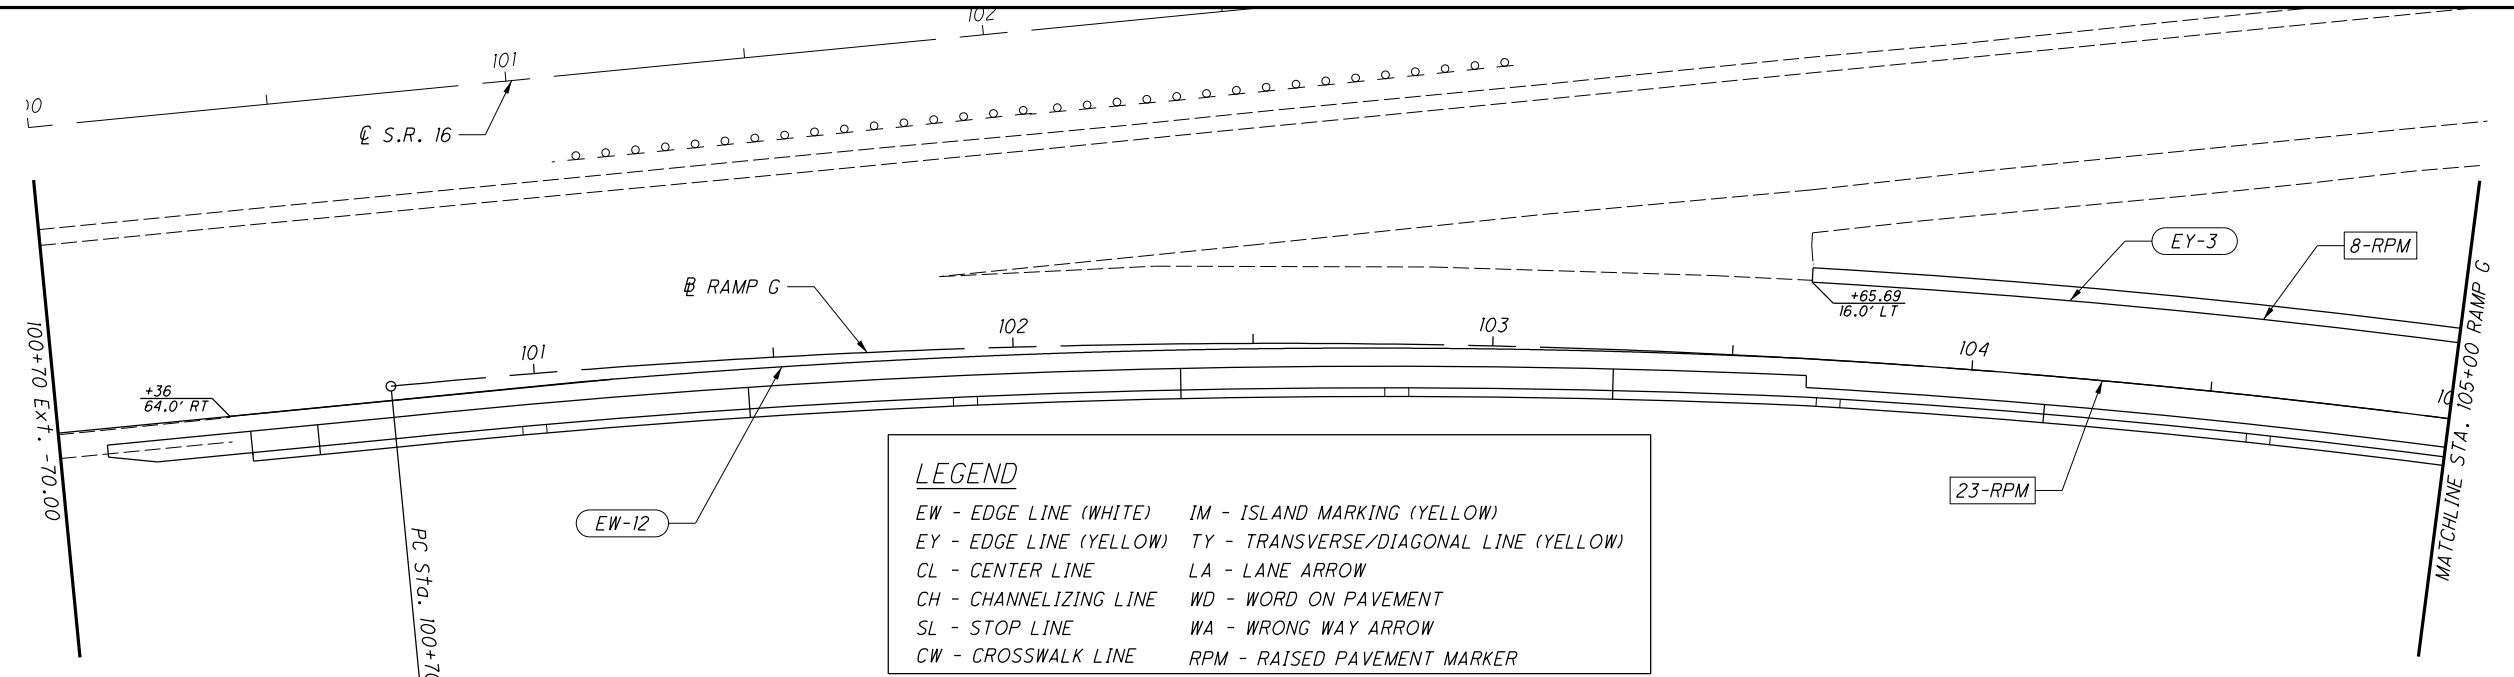 102
101
℄ S.R. 16
EY-3
8-RPM
℄ RAMP G
+65.69
16.0' LT
102
103
101
104
+36
64.0' RT
100+70 Ext. -70.00
MATCHLINE STA. 105+00 RAMP G
23-RPM
EW-12
PC Sta. 100+70
LEGEND
EW - EDGE LINE (WHITE) IM - ISLAND MARKING (YELLOW)
EY - EDGE LINE (YELLOW) TY - TRANSVERSE/DIAGONAL LINE (YELLOW)
CL - CENTER LINE LA - LANE ARROW
CH - CHANNELIZING LINE WD - WORD ON PAVEMENT
SL - STOP LINE WA - WRONG WAY ARROW
CW - CROSSWALK LINE RPM - RAISED PAVEMENT MARKER